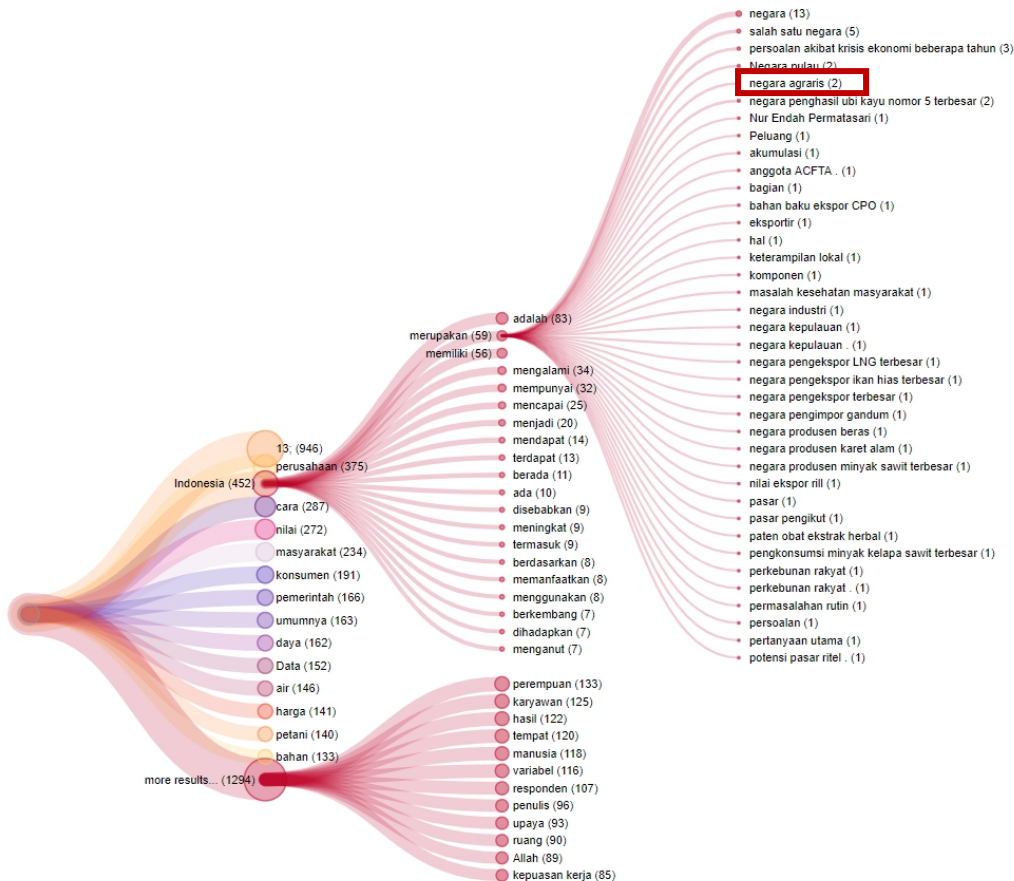 13; (946)
perusahaan (375)
Indonesia (452)
cara (287)
nilai (272)
masyarakat (234)
konsumen (191)
pemerintah (166)
umumnya (163)
daya (162)
Data (152)
air (146)
harga (141)
petani (140)
bahan (133)
more results... (1294)
adalah (83)
merupakan (59)
memiliki (56)
mengalami (34)
mempunyai (32)
mencapai (25)
menjadi (20)
mendapat (14)
terdapat (13)
berada (11)
ada (10)
disebabkan (9)
meningkat (9)
termasuk (9)
berdasarkan (8)
memanfaatkan (8)
menggunakan (8)
berkembang (7)
dihadapkan (7)
menganut (7)
perempuan (133)
karyawan (125)
hasil (122)
tempat (120)
manusia (118)
variabel (116)
responden (107)
penulis (96)
upaya (93)
ruang (90)
Allah (89)
kepuasan kerja (85)
negara (13)
salah satu negara (5)
persoalan akibat krisis ekonomi beberapa tahun (3)
Negara pulau (2)
negara agraris (2)
negara penghasil ubi kayu nomor 5 terbesar (2)
Nur Endah Permatasari (1)
Peluang (1)
akumulasi (1)
anggota ACFTA . (1)
bagian (1)
bahan baku ekspor CPO (1)
eksportir (1)
hal (1)
keterampilan lokal (1)
komponen (1)
masalah kesehatan masyarakat (1)
negara industri (1)
negara kepulauan (1)
negara kepulauan . (1)
negara pengekspor LNG terbesar (1)
negara pengekspor ikan hias terbesar (1)
negara pengekspor terbesar (1)
negara pengimpor gandum (1)
negara produsen beras (1)
negara produsen karet alam (1)
negara produsen minyak sawit terbesar (1)
nilai ekspor rill (1)
pasar (1)
pasar pengikut (1)
paten obat ekstrak herbal (1)
pengkonsumsi minyak kelapa sawit terbesar (1)
perkebunan rakyat (1)
perkebunan rakyat . (1)
permasalahan rutin (1)
persoalan (1)
pertanyaan utama (1)
potensi pasar ritel . (1)